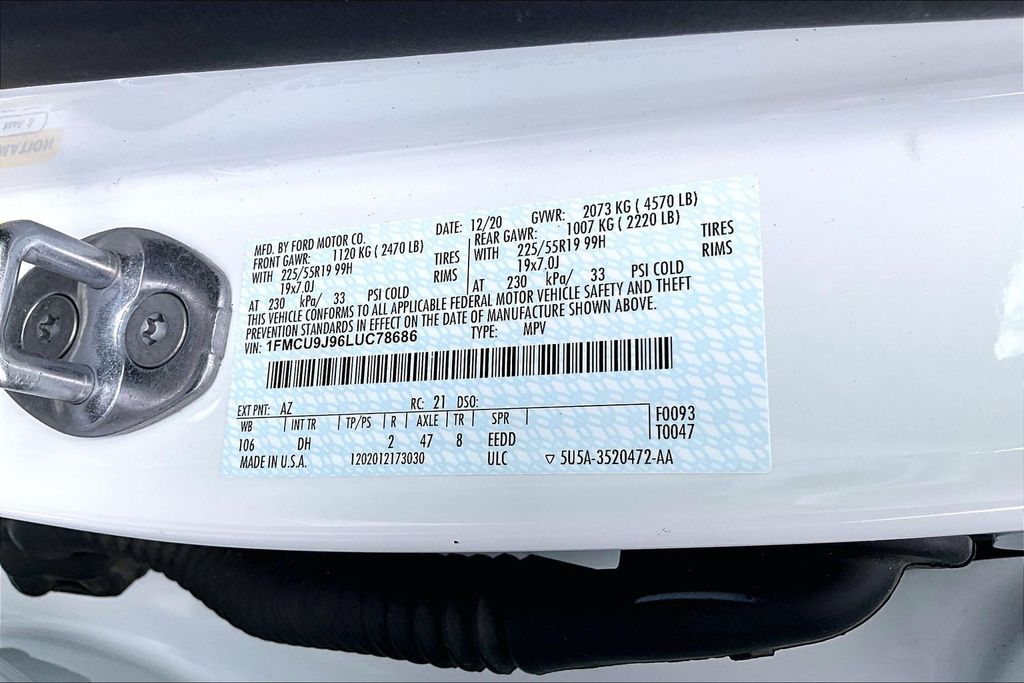 MFD. BY FORD MOTOR CO. DATE: 12/20 GVWR: 2073 KG ( 4570 LB)
FRONT GAWR: 1120 KG ( 2470 LB) REAR GAWR: 1007 KG ( 2220 LB)
WITH 225/55R19 99H TIRES WITH 225/55R19 99H TIRES
19x7.0J RIMS 19x7.0J RIMS
AT 230 kPa/ 33 PSI COLD AT 230 kPa/ 33 PSI COLD
THIS VEHICLE CONFORMS TO ALL APPLICABLE FEDERAL MOTOR VEHICLE SAFETY AND THEFT
PREVENTION STANDARDS IN EFFECT ON THE DATE OF MANUFACTURE SHOWN ABOVE.
VIN: 1FMCU9J96LUC78686 TYPE: MPV
EXT PNT: AZ RC: 21 DSO:
WB INT TR TP/PS R AXLE TR SPR F0093
106 DH 2 47 8 EEDD T0047
MADE IN U.S.A. 1202012173030 ULC ▽ 5U5A-3520472-AA